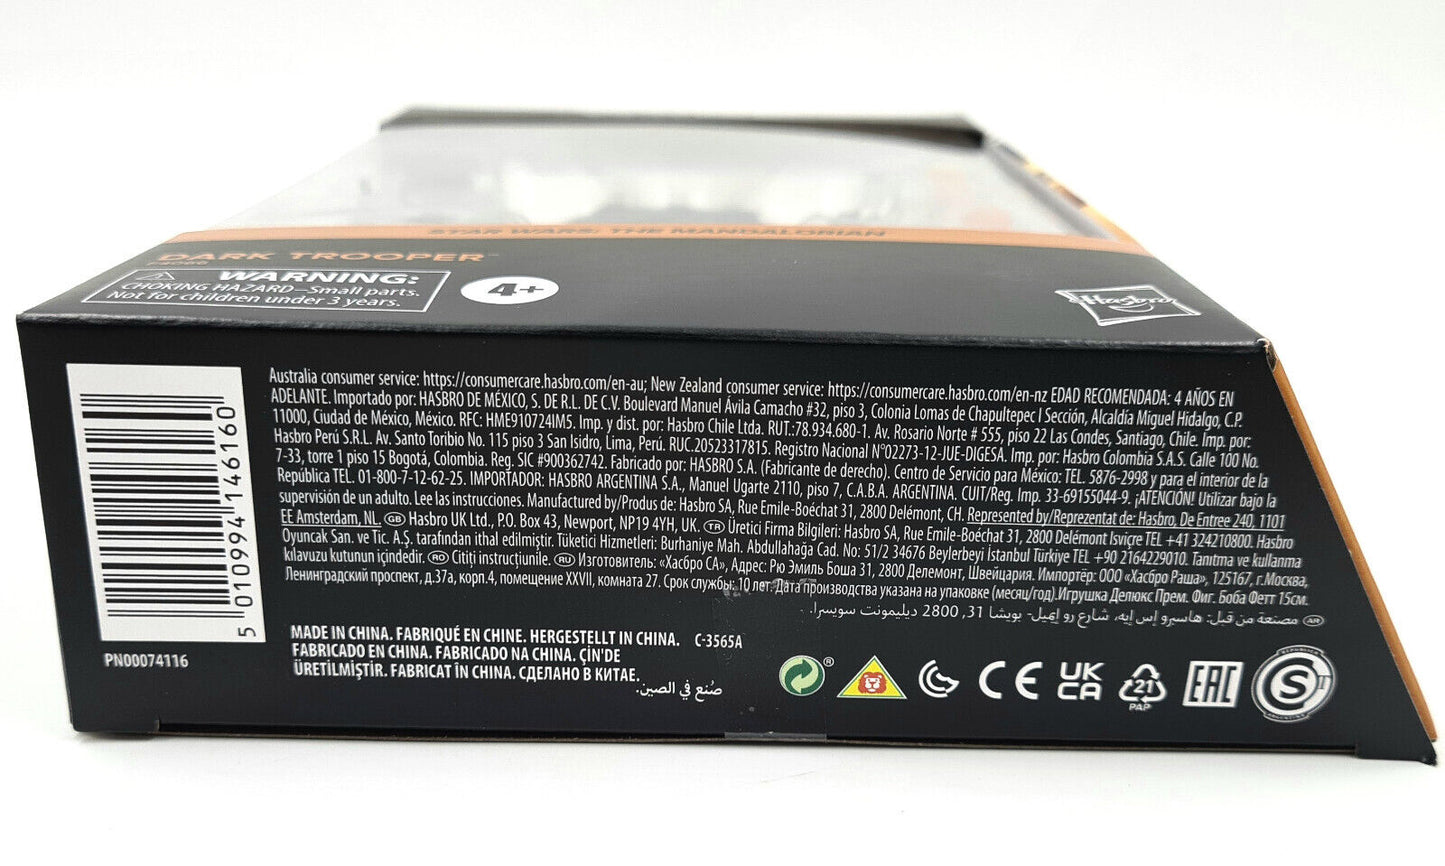 STAR WARS: THE MANDALORIAN
DARK TROOPER™
WARNING:
CHOKING HAZARD–Small parts.
Not for children under 3 years.
4+
Hasbro
5 010994 146160
PN00074116
Australia consumer service: https://consumercare.hasbro.com/en-au; New Zealand consumer service: https://consumercare.hasbro.com/en-nz EDAD RECOMENDADA: 4 AÑOS EN
ADELANTE. Importado por: HASBRO DE MÉXICO, S. DE R.L. DE C.V. Boulevard Manuel Ávila Camacho #32, piso 3, Colonia Lomas de Chapultepec I Sección, Alcaldía Miguel Hidalgo, C.P.
11000, Ciudad de México, México. RFC: HME910724IM5. Imp. y dist. por: Hasbro Chile Ltda. RUT.:78.934.680-1. Av. Rosario Norte # 555, piso 22 Las Condes, Santiago, Chile. Imp. por:
Hasbro Perú S.R.L. Av. Santo Toribio No. 115 piso 3 San Isidro, Lima, Perú. RUC.20523317815. Registro Nacional N°02273-12-JUE-DIGESA. Imp. por: Hasbro Colombia S.A.S. Calle 100 No.
7-33, torre 1 piso 15 Bogotá, Colombia. Reg. SIC #900362742. Fabricado por: HASBRO S.A. (Fabricante de derecho). Centro de Servicio para México: TEL. 5876-2998 y para el interior de la
República TEL. 01-800-7-12-62-25. IMPORTADOR: HASBRO ARGENTINA S.A., Manuel Ugarte 2110, piso 7, C.A.B.A. ARGENTINA. CUIT/Reg. Imp. 33-69155044-9. ¡ATENCIÓN! Utilizar bajo la
supervisión de un adulto. Lee las instrucciones. Manufactured by/Produs de: Hasbro SA, Rue Emile-Boéchat 31, 2800 Delémont, CH. Represented by/Reprezentat de: Hasbro, De Entree 240, 1101
EE Amsterdam, NL. GB Hasbro UK Ltd., P.O. Box 43, Newport, NP19 4YH, UK. TR Üretici Firma Bilgileri: Hasbro SA, Rue Emile-Boéchat 31, 2800 Delémont İsviçre TEL +41 324210800. Hasbro
Oyuncak San. ve Tic. A.Ş. tarafından ithal edilmiştir. Tüketici Hizmetleri: Burhaniye Mah. Abdullahağa Cad. No: 51/2 34676 Beylerbeyi İstanbul Türkiye TEL +90 2164229010. Tanıtma ve kullanma
kılavuzu kutunun içindedir. RO Citiți instrucțiunile. RU Изготовитель: «Хасбро СА», Адрес: Рю Эмиль Боша 31, 2800 Делемонт, Швейцария. Импортёр: ООО «Хасбро Раша», 125167, г.Москва,
Ленинградский проспект, д.37а, корп.4, помещение XXVII, комната 27. Срок службы: 10 лет. Дата производства указана на упаковке (месяц/год).Игрушка Делюкс Прем. Фиг. Боба Фетт 15см.
AR مصنعة من قبل: هاسبرو إس إيه، شارع رو إميل- بويشا 31, 2800 ديليمونت سويسرا.
MADE IN CHINA. FABRIQUÉ EN CHINE. HERGESTELLT IN CHINA. C-3565A
FABRICADO EN CHINA. FABRICADO NA CHINA. ÇİN'DE
ÜRETİLMİŞTİR. FABRICAT ÎN CHINA. СДЕЛАНО В КИТАЕ.
صُنع في الصين.
®
CE
UK
CA
21
PAP
EAC
S